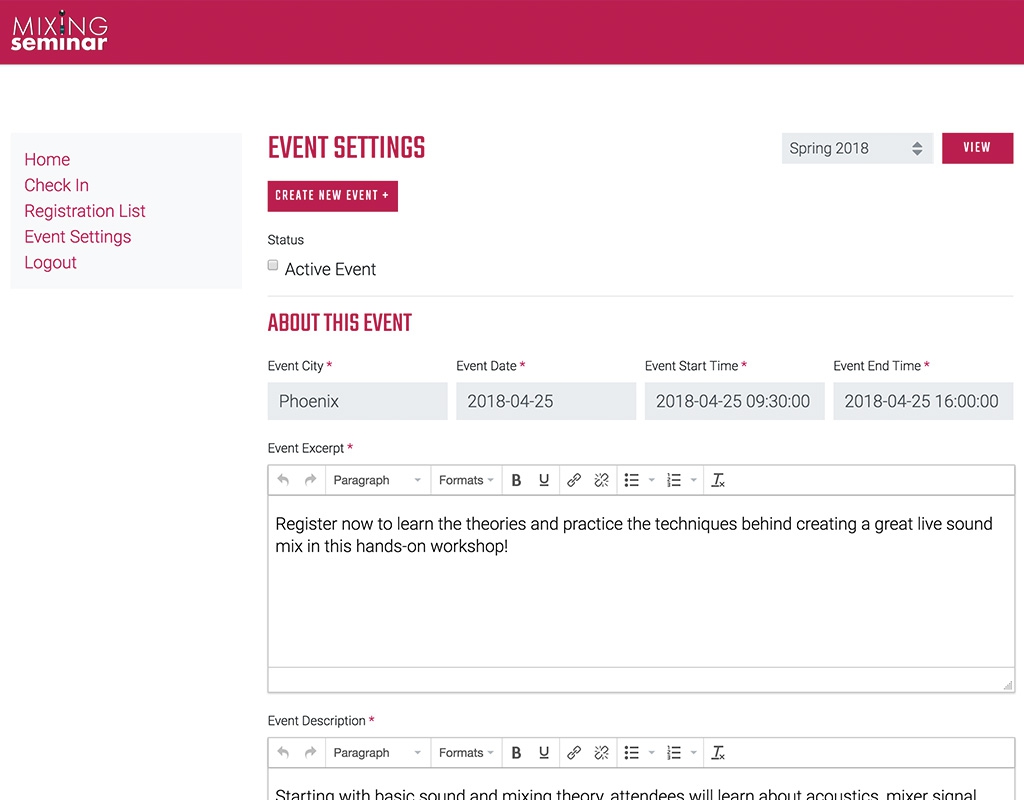 MIXING
seminar
Home
Check In
Registration List
Event Settings
Logout
EVENT SETTINGS
Spring 2018
VIEW
CREATE NEW EVENT +
Status
Active Event
ABOUT THIS EVENT
Event City *
Event Date *
Event Start Time *
Event End Time *
Phoenix
2018-04-25
2018-04-25 09:30:00
2018-04-25 16:00:00
Event Excerpt *
Paragraph
Formats
B
U
Register now to learn the theories and practice the techniques behind creating a great live sound
mix in this hands-on workshop!
Event Description *
Paragraph
Formats
B
U
Starting with basic sound and mixing theory, attendees will learn about acoustics, mixer signal